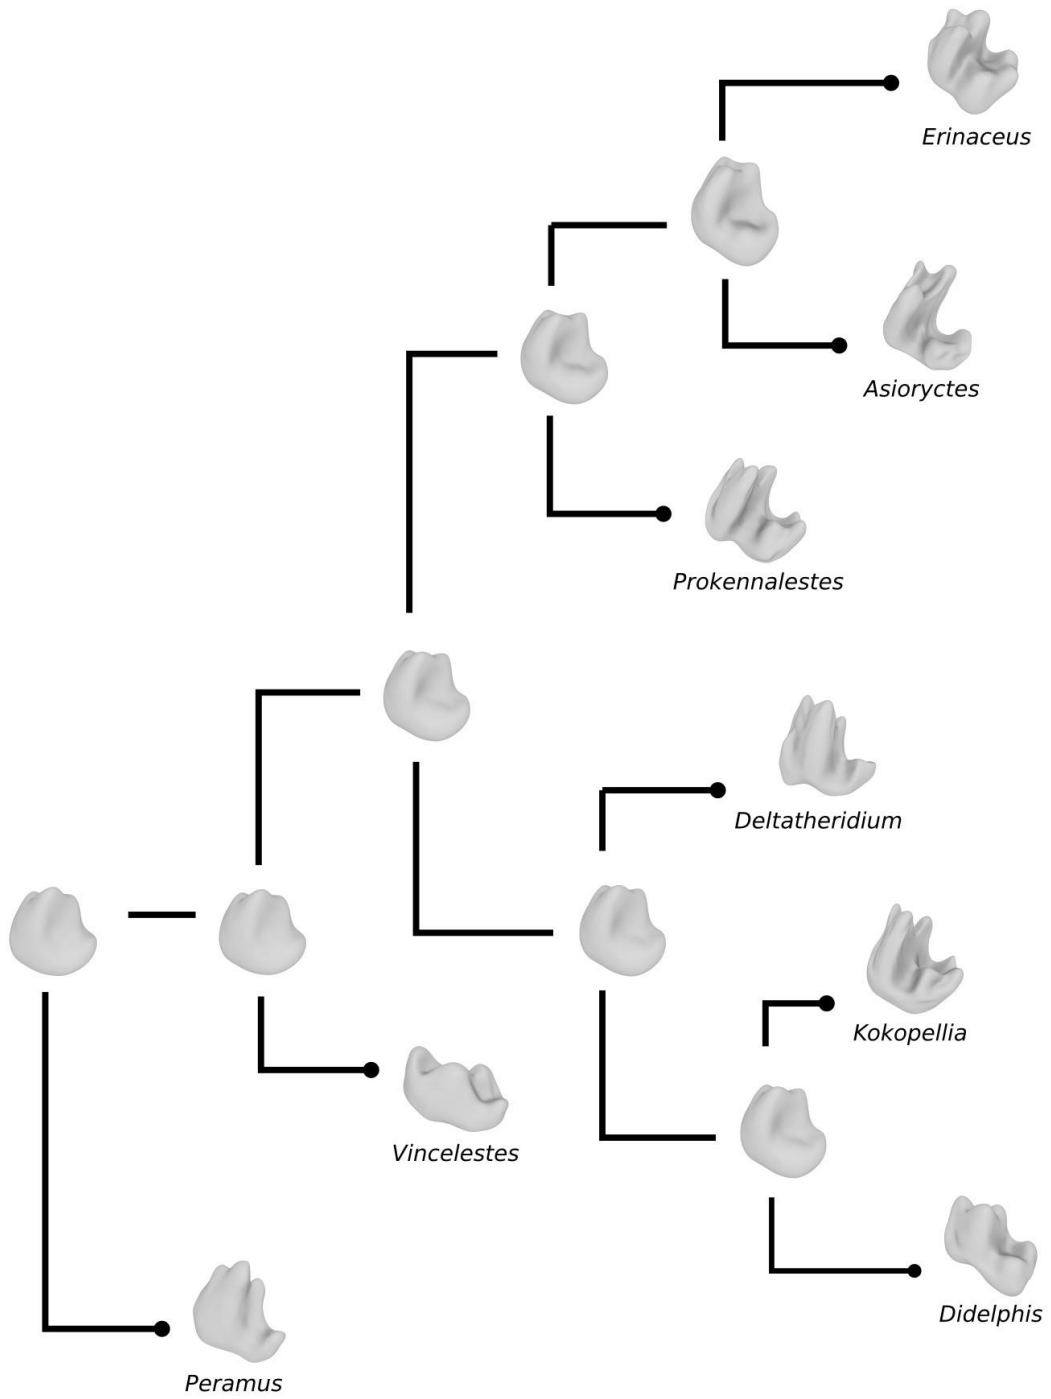 Erinaceus
Asioryctes
Prokennalestes
Deltatheridium
Kokopellia
Vincelestes
Didelphis
Peramus